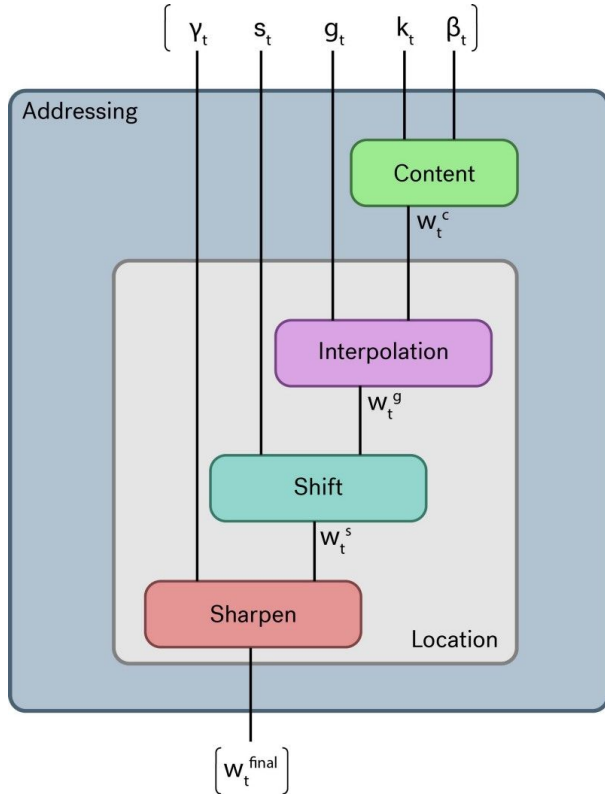 [ γₜ sₜ gₜ kₜ βₜ ]
Addressing
Content
wₜᶜ
Interpolation
wₜᵍ
Shift
wₜˢ
Sharpen
Location
[ wₜᶠⁱⁿᵃˡ ]